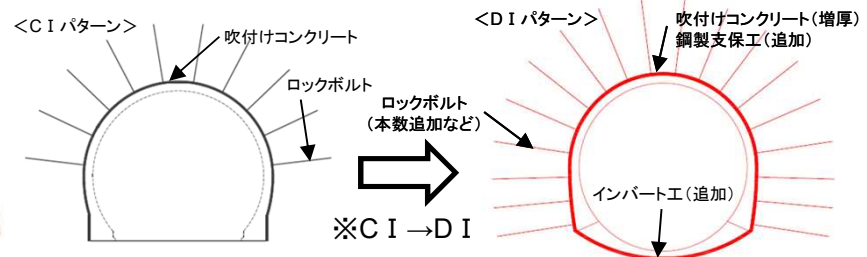 <CⅠパターン>
吹付けコンクリート
ロックボルト
※CⅠ→DⅠ
<DⅠパターン>
吹付けコンクリート(増厚)
鋼製支保工(追加)
ロックボルト
(本数追加など)
インバート工(追加)